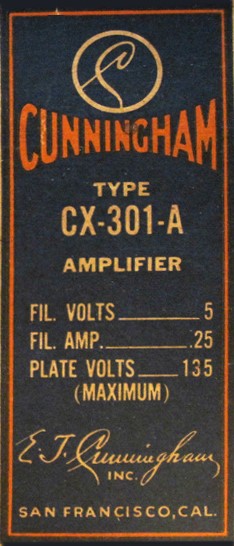 C
CUNNINGHAM
TYPE
CX-301-A
AMPLIFIER
FIL. VOLTS 5
FIL. AMP. .25
PLATE VOLTS 135
(MAXIMUM)
E. T. Cunningham
INC.
SAN FRANCISCO, CAL.